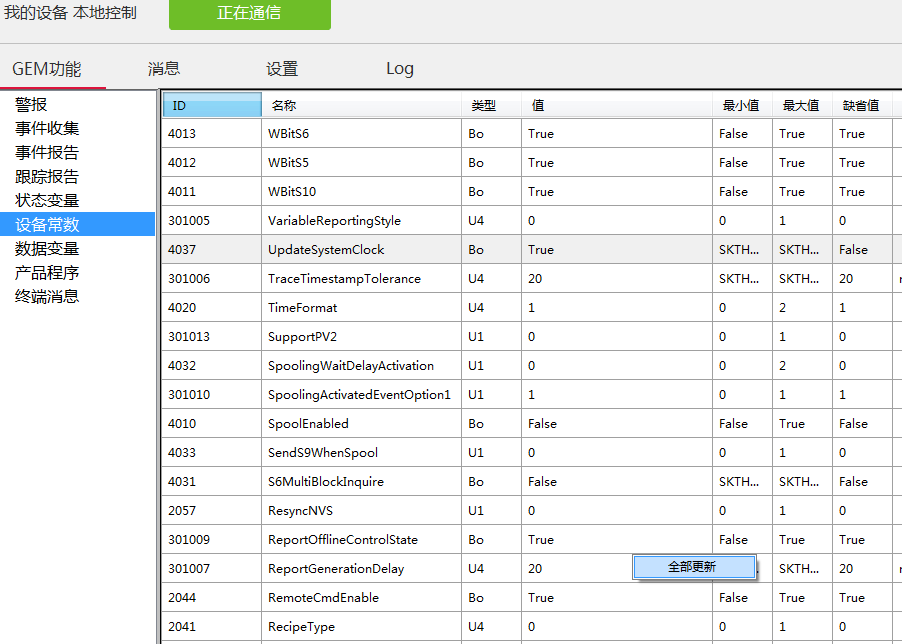 我的设备 本地控制 正在通信
GEM功能 消息 设置 Log
警报
事件收集
事件报告
跟踪报告
状态变量
设备常数
数据变量
产品程序
终端消息
ID 名称 类型 值 最小值 最大值 缺省值
4013 WBitS6 Bo True False True True
4012 WBitS5 Bo True False True True
4011 WBitS10 Bo True False True True
301005 VariableReportingStyle U4 0 0 1 0
4037 UpdateSystemClock Bo True SKTH... SKTH... False
301006 TraceTimestampTolerance U4 20 SKTH... SKTH... 20
4020 TimeFormat U4 1 0 2 1
301013 SupportPV2 U1 0 0 1 0
4032 SpoolingWaitDelayActivation U1 0 0 2 0
301010 SpoolingActivatedEventOption1 U1 1 0 1 1
4010 SpoolEnabled Bo False False True False
4033 SendS9WhenSpool U1 0 0 1 0
4031 S6MultiBlockInquire Bo False SKTH... SKTH... False
2057 ResyncNVS U1 0 0 1 0
301009 ReportOfflineControlState Bo True False True True
301007 ReportGenerationDelay U4 20 全部更新 SKTH... 20
2044 RemoteCmdEnable Bo True False True True
2041 RecipeType U4 0 0 1 0